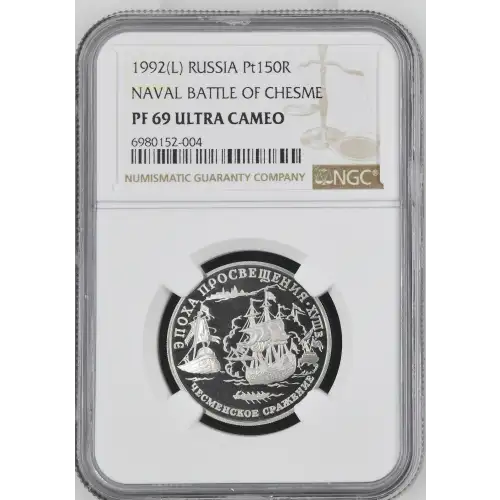 1992(L) RUSSIA Pt150R
NAVAL BATTLE OF CHESME
PF 69 ULTRA CAMEO
6980152-004
NUMISMATIC GUARANTY COMPANY
NGC®
ЭПОХА ПРОСВЕЩЕНИЯ · XVIII В
ЧЕСМЕНСКОЕ СРАЖЕНИЕ